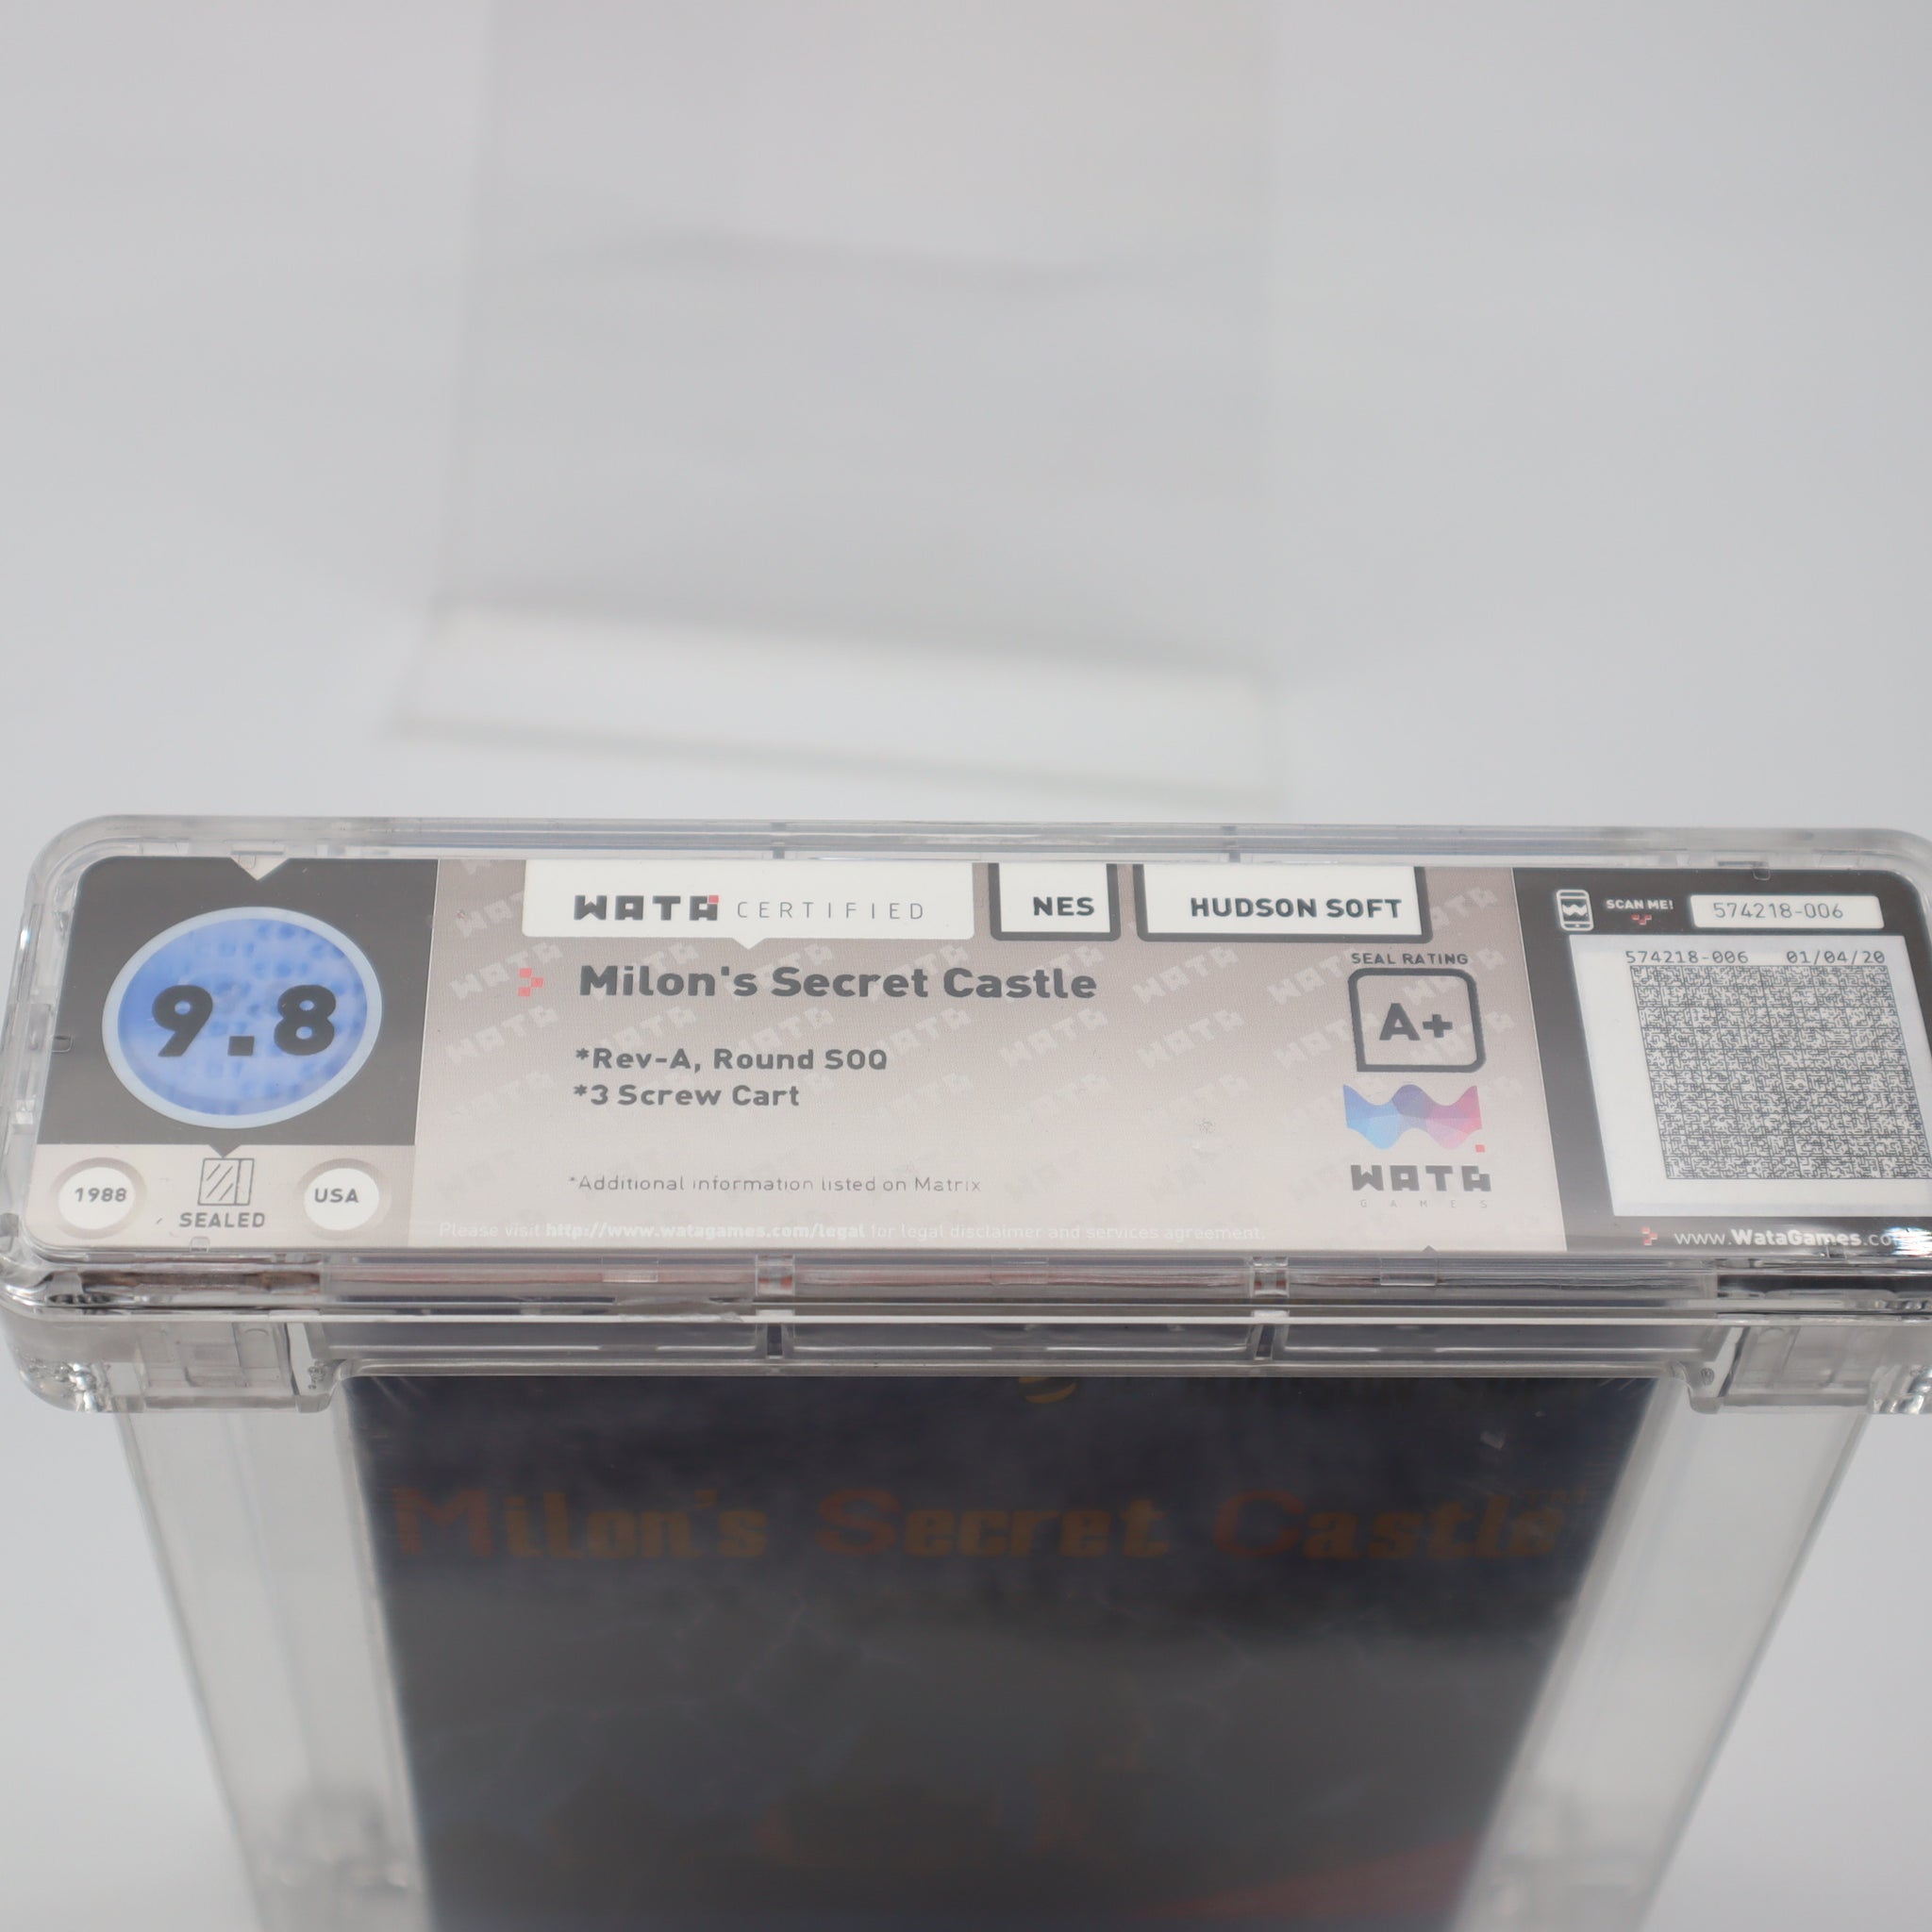 WATA CERTIFIED
NES
HUDSON SOFT
SCAN ME!
574218-006
574218-006 01/04/20
9.8
Milon's Secret Castle
SEAL RATING
A+
*Rev-A, Round SOQ
*3 Screw Cart
*Additional information listed on Matrix
WATA
GAMES
1988
SEALED
USA
Please visit http://www.watagames.com/legal for legal disclaimer and services agreement.
www.WataGames.co
Milon's Secret Castle